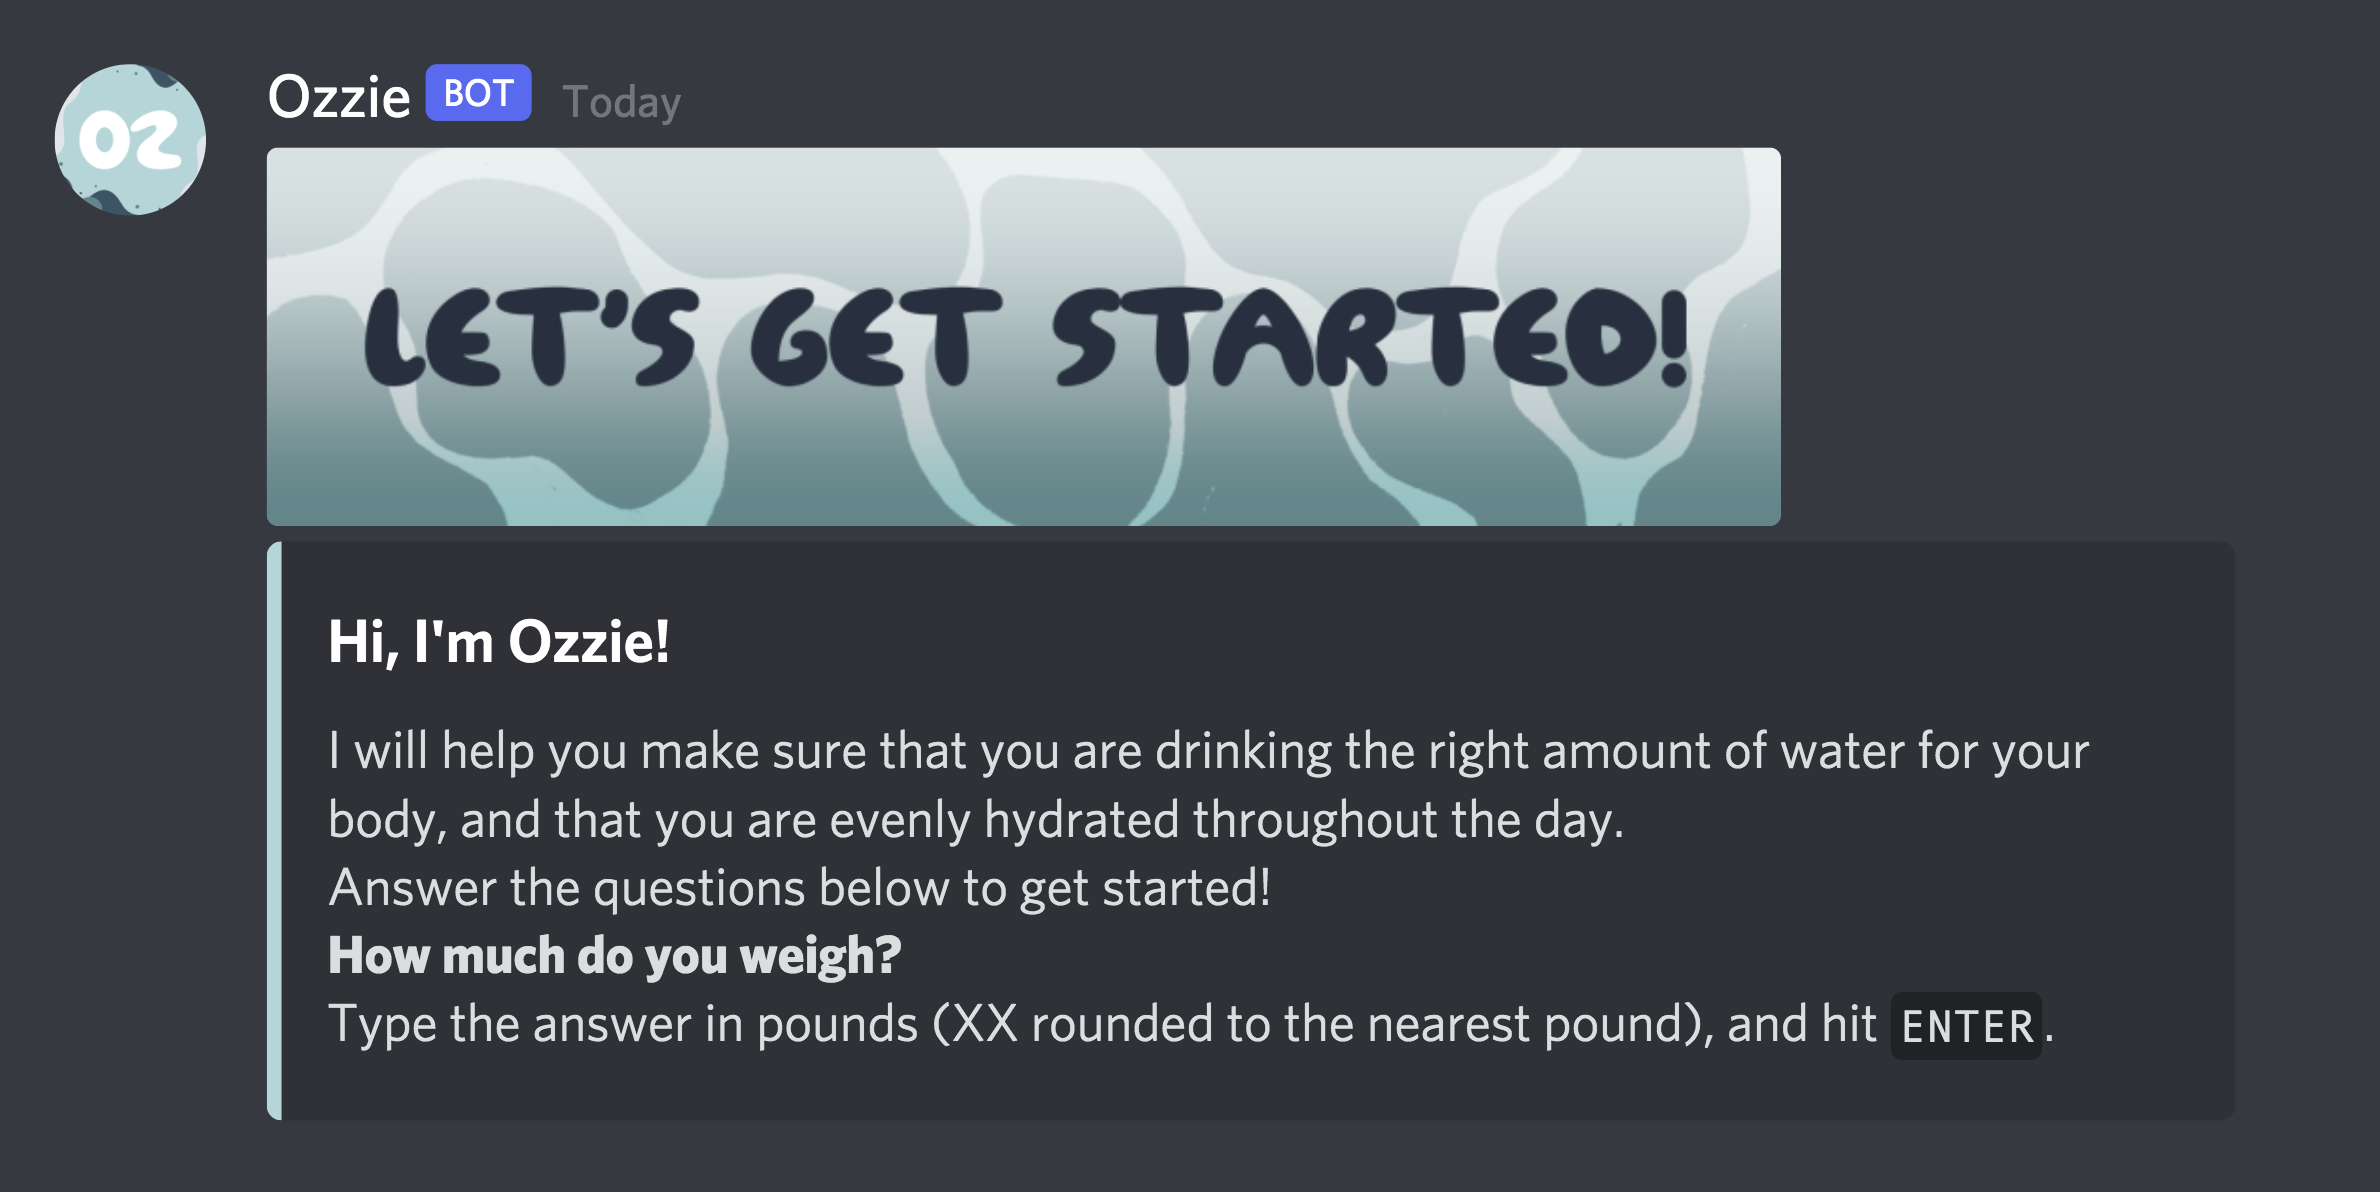 OZ
Ozzie BOT Today
LET'S GET STARTED!
Hi, I'm Ozzie!
I will help you make sure that you are drinking the right amount of water for your
body, and that you are evenly hydrated throughout the day.
Answer the questions below to get started!
How much do you weigh?
Type the answer in pounds (XX rounded to the nearest pound), and hit ENTER.